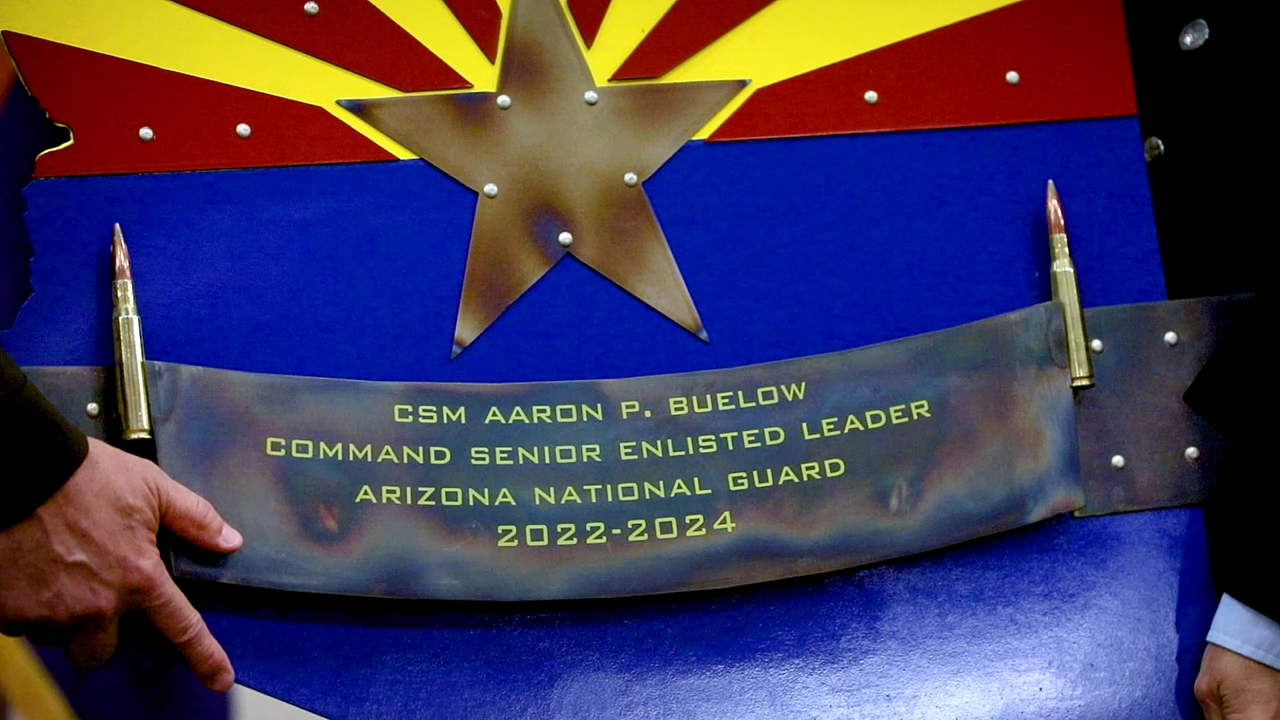 CSM AARON P. BUELOW
COMMAND SENIOR ENLISTED LEADER
ARIZONA NATIONAL GUARD
2022-2024